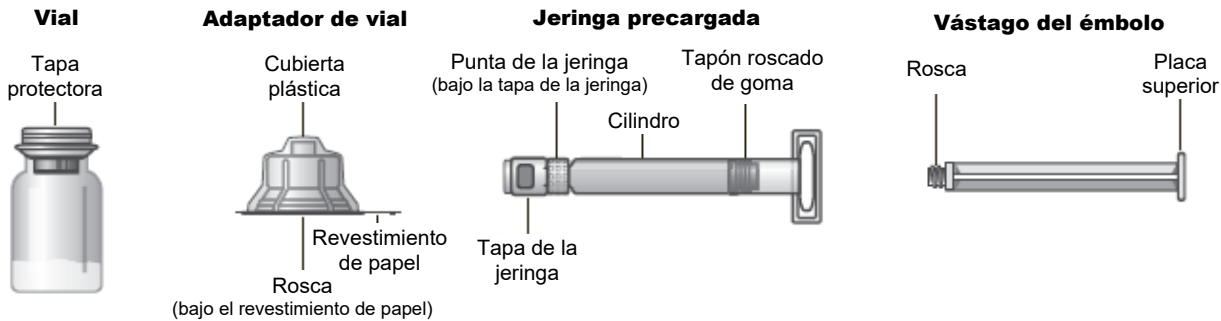 Vial
Tapa
protectora
Adaptador de vial
Cubierta
plástica
Revestimiento
de papel
Rosca
(bajo el revestimiento de papel)
Jeringa precargada
Punta de la jeringa
(bajo la tapa de la jeringa)
Tapón roscado
de goma
Cilindro
Tapa de la
jeringa
Vástago del émbolo
Rosca
Placa
superior